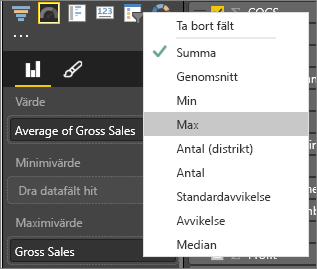 ...
Värde
Average of Gross Sales
Minimivärde
Dra datafält hit
Maximivärde
Gross Sales
Ta bort fält
Summa
Genomsnitt
Min
Max
Antal (distrikt)
Antal
Standardavvikelse
Avvikelse
Median
COGS